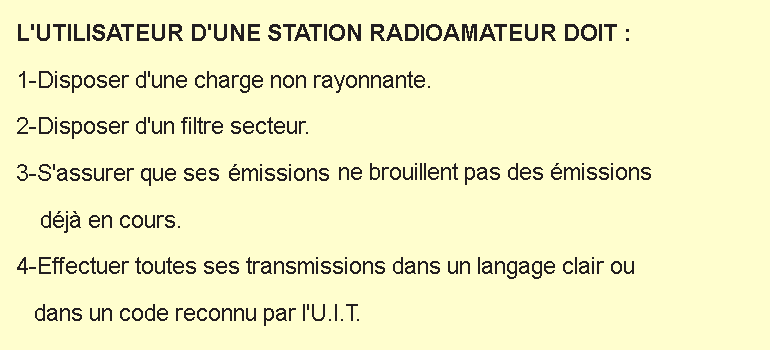 L'UTILISATEUR D'UNE STATION RADIOAMATEUR DOIT :
1-Disposer d'une charge non rayonnante.
2-Disposer d'un filtre secteur.
3-S'assurer que ses émissions ne brouillent pas des émissions
déjà en cours.
4-Effectuer toutes ses transmissions dans un langage clair ou
dans un code reconnu par l'U.I.T.